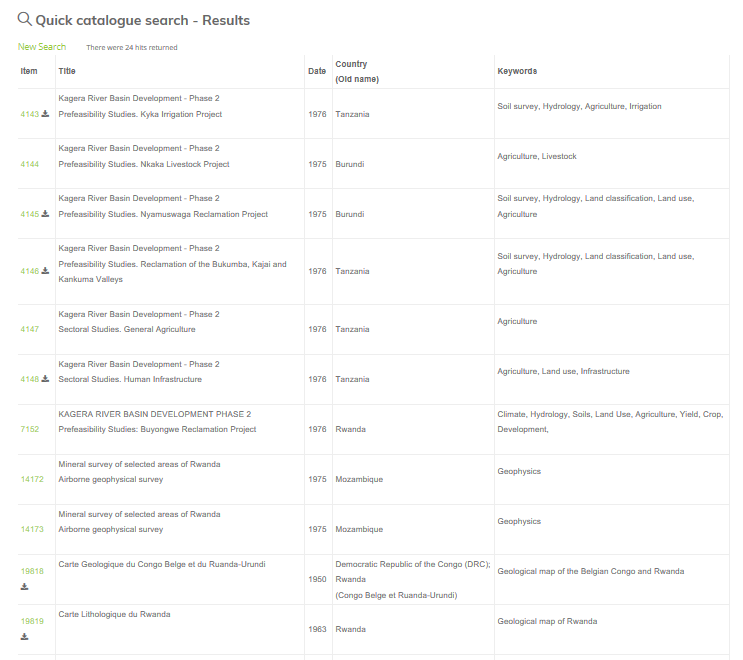 Quick catalogue search - Results
New Search There were 24 hits returned
Item Title Date Country
(Old name) Keywords
Kagera River Basin Development - Phase 2
4143 Prefeasibility Studies. Kyka Irrigation Project 1976 Tanzania Soil survey, Hydrology, Agriculture, Irrigation
Kagera River Basin Development - Phase 2
4144 Prefeasibility Studies. Nkaka Livestock Project 1975 Burundi Agriculture, Livestock
Kagera River Basin Development - Phase 2
4145 Prefeasibility Studies. Nyamuswaga Reclamation Project 1975 Burundi Soil survey, Hydrology, Land classification, Land use,
Agriculture
Kagera River Basin Development - Phase 2
4146 Prefeasibility Studies. Reclamation of the Bukumba, Kajai and
Kankuma Valleys 1976 Tanzania Soil survey, Hydrology, Land classification, Land use,
Agriculture
Kagera River Basin Development - Phase 2
4147 Sectoral Studies. General Agriculture 1976 Tanzania Agriculture
Kagera River Basin Development - Phase 2
4148 Sectoral Studies. Human Infrastructure 1976 Tanzania Agriculture, Land use, Infrastructure
KAGERA RIVER BASIN DEVELOPMENT PHASE 2
7152 Prefeasibility Studies: Buyongwe Reclamation Project 1976 Rwanda Climate, Hydrology, Soils, Land Use, Agriculture, Yield, Crop,
Development,
Mineral survey of selected areas of Rwanda
14172 Airborne geophysical survey 1975 Mozambique Geophysics
Mineral survey of selected areas of Rwanda
14173 Airborne geophysical survey 1975 Mozambique Geophysics
19818 Carte Geologique du Congo Belge et du Ruanda-Urundi 1950 Democratic Republic of the Congo (DRC);
Rwanda
(Congo Belge et Ruanda-Urundi) Geological map of the Belgian Congo and Rwanda
19819 Carte Lithologique du Rwanda 1963 Rwanda Geological map of Rwanda